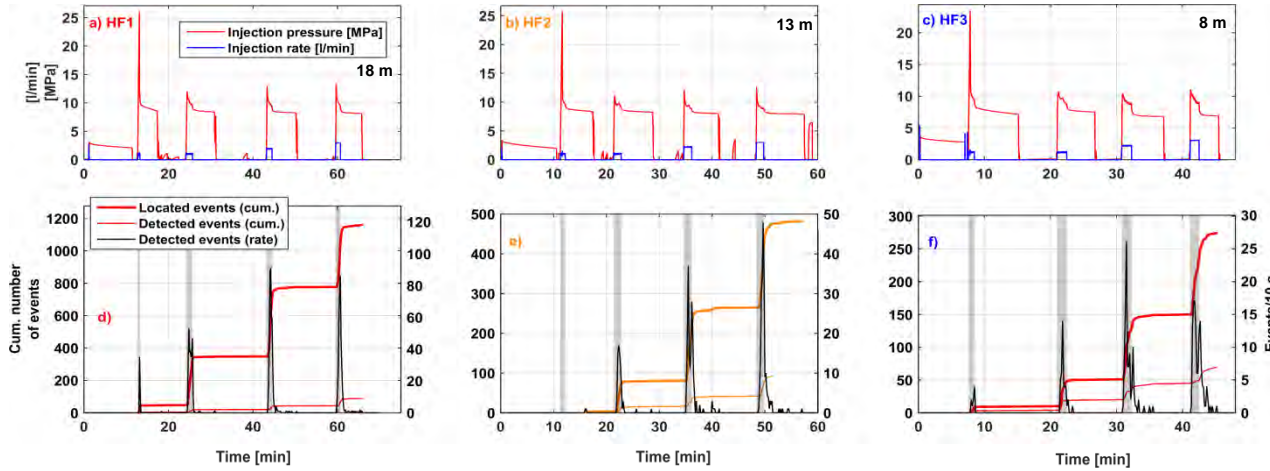 a) HF1
Injection pressure [MPa]
Injection rate [l/min]
18 m
[l/min]
[MPa]
25
20
15
10
5
0
0 20 40 60
b) HF2
13 m
25
20
15
10
5
0
0 10 20 30 40 50 60
c) HF3
8 m
20
15
10
5
0
0 10 20 30 40
Located events (cum.)
Detected events (cum.)
Detected events (rate)
d)
Cum. number
of events
1200
1000
800
600
400
200
0
120
100
80
60
40
20
0
0 20 40 60
Time [min]
e)
500
400
300
200
100
0
50
40
30
20
10
0
0 10 20 30 40 50 60
Time [min]
f)
300
250
200
150
100
50
0
30
25
20
15
10
5
0
Events/10 s
0 10 20 30 40
Time [min]